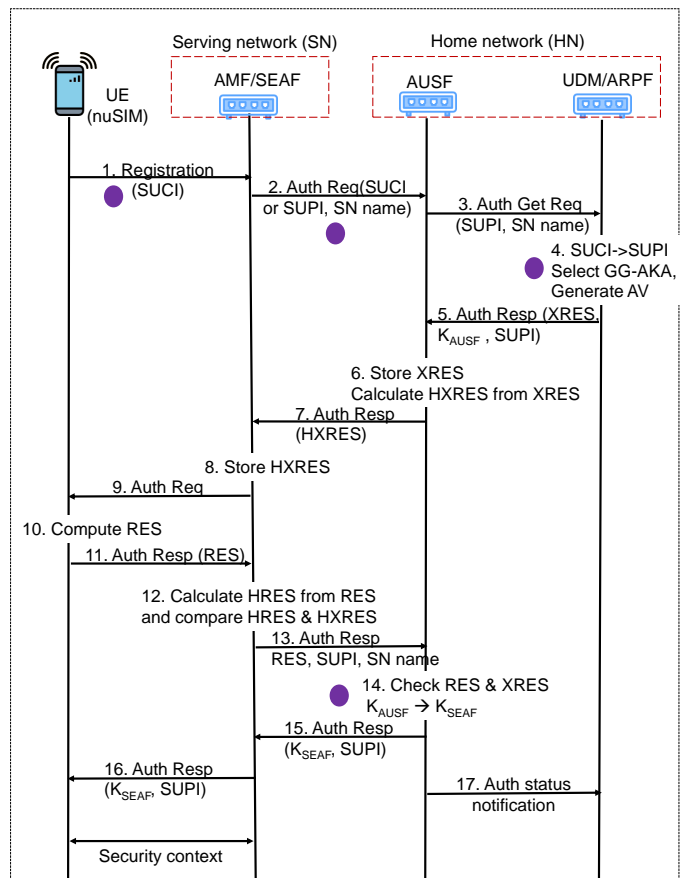 Serving network (SN)
Home network (HN)
UE
(nuSIM)
AMF/SEAF
AUSF
UDM/ARPF
1. Registration
(SUCI)
2. Auth Req(SUCI
or SUPI, SN name)
3. Auth Get Req
(SUPI, SN name)
4. SUCI->SUPI
Select GG-AKA,
Generate AV
5. Auth Resp (XRES,
KAUSF , SUPI)
6. Store XRES
Calculate HXRES from XRES
7. Auth Resp
(HXRES)
8. Store HXRES
9. Auth Req
10. Compute RES
11. Auth Resp (RES)
12. Calculate HRES from RES
and compare HRES & HXRES
13. Auth Resp
RES, SUPI, SN name
14. Check RES & XRES
KAUSF → KSEAF
15. Auth Resp
(KSEAF, SUPI)
16. Auth Resp
(KSEAF, SUPI)
17. Auth status
notification
Security context